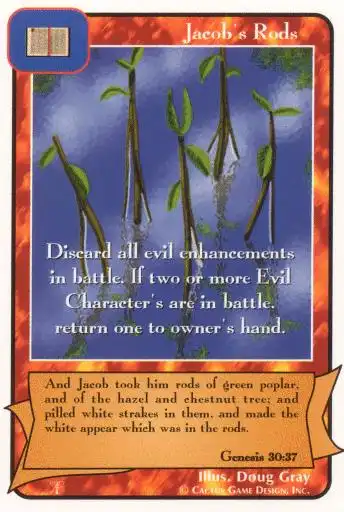 Jacob's Rods
Discard all evil enhancements
in battle. If two or more Evil
Character's are in battle,
return one to owner's hand.
And Jacob took him rods of green poplar,
and of the hazel and chestnut tree; and
pilled white strakes in them, and made the
white appear which was in the rods.
Genesis 30:37
Illus. Doug Gray
© Cactus Game Design, Inc.